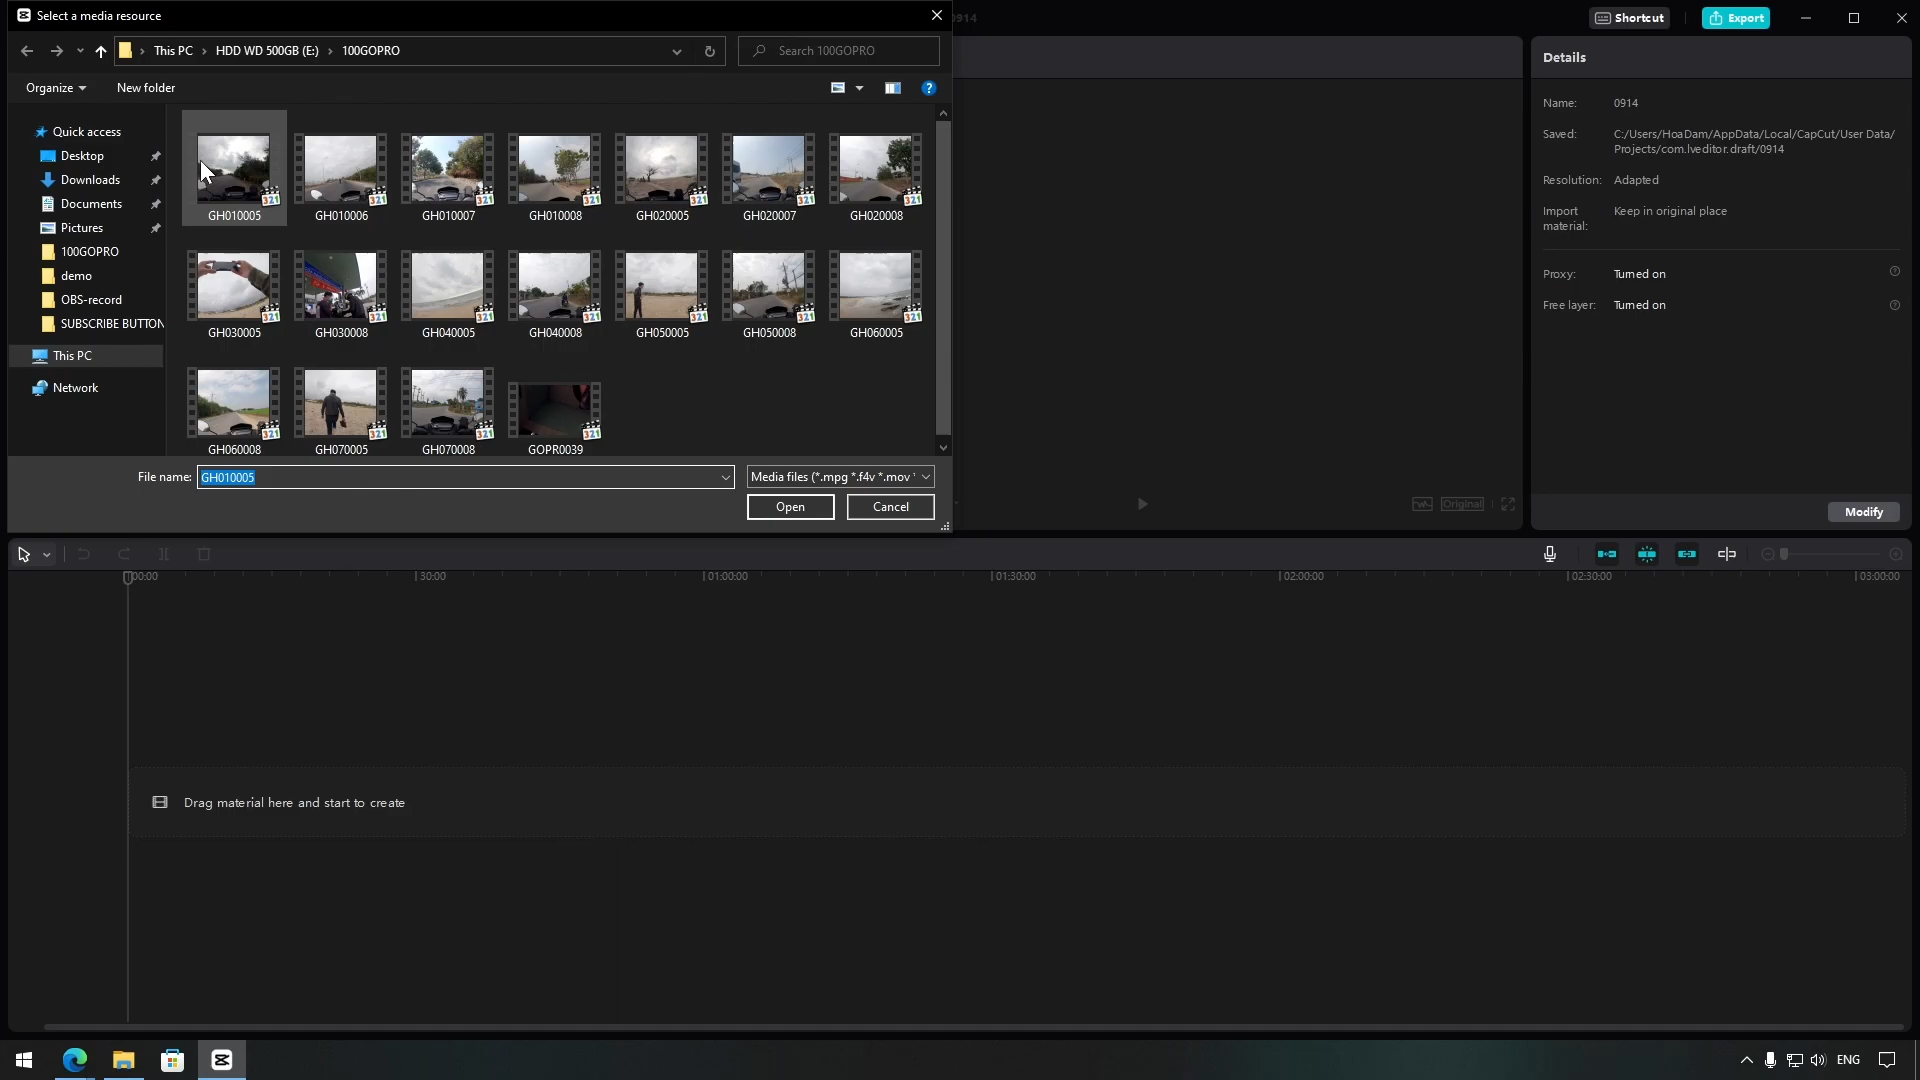 Select a media resource
0914
Shortcut
Export
This PC
HDD WD 500GB (E:)
100GOPRO
Search 100GOPRO
Details
Organize
New folder
Name:
0914
Saved:
C:/Users/HoaDam/AppData/Local/CapCut/User Data/
Projects/com.lveditor.draft/0914
Resolution:
Adapted
Import
material:
Keep in original place
Proxy:
Turned on
Free layer:
Turned on
Modify
Quick access
Desktop
Downloads
Documents
Pictures
100GOPRO
demo
OBS-record
SUBSCRIBE BUTTON
This PC
Network
GH010005
GH010006
GH010007
GH010008
GH020005
GH020007
GH020008
GH030005
GH030008
GH040005
GH040008
GH050005
GH050008
GH060005
GH060008
GH070005
GH070008
GOPR0039
File name:
GH010005
Media files (*.mpg *.f4v *.mov *
Open
Cancel
Original
00:00
30:00
01:00:00
01:30:00
02:00:00
02:30:00
03:00:00
Drag material here and start to create
ENG